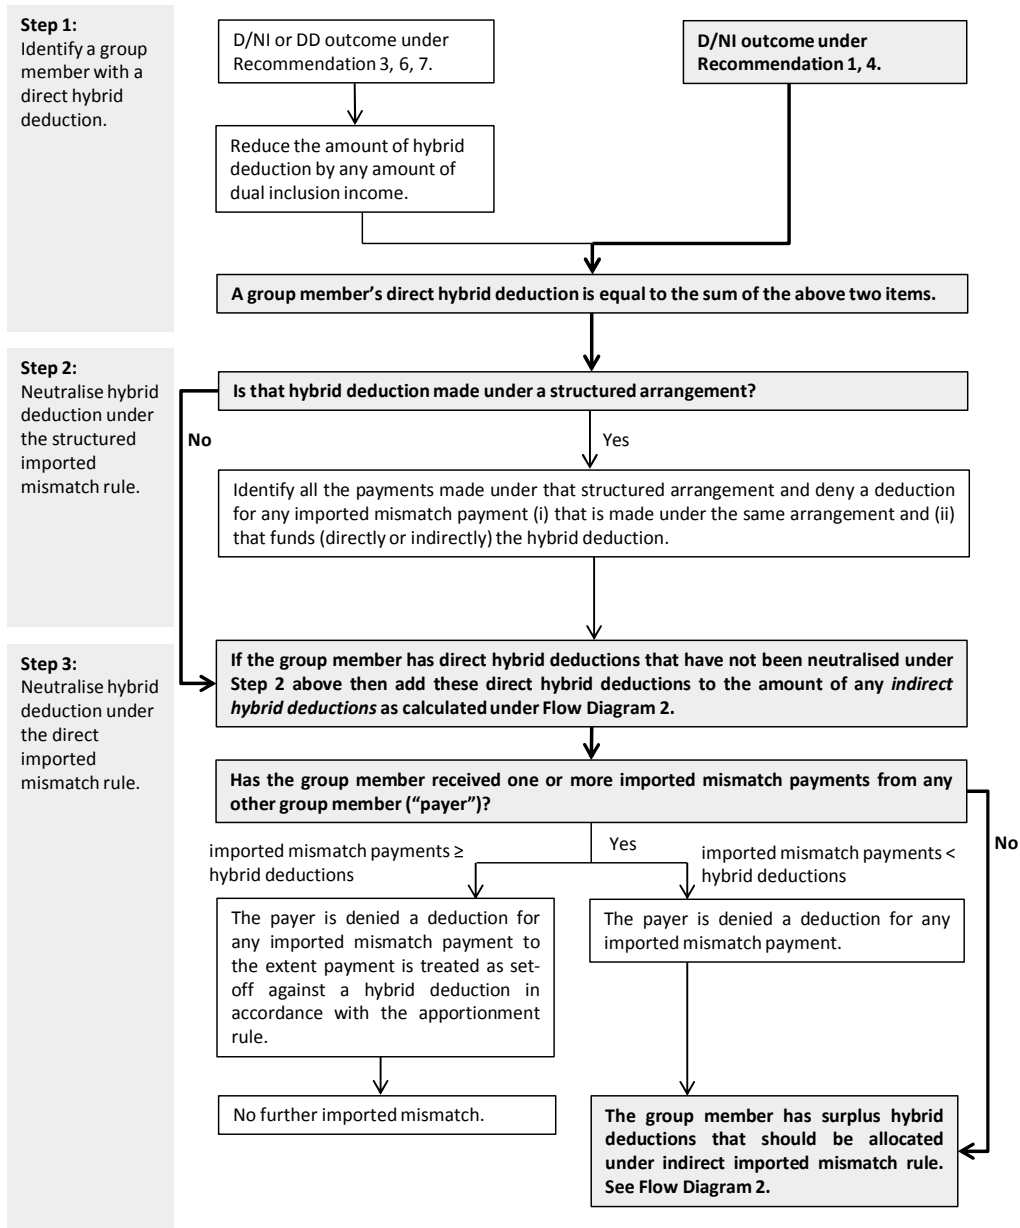 Step 1:
Identify a group
member with a
direct hybrid
deduction.
D/NI or DD outcome under
Recommendation 3, 6, 7.
D/NI outcome under
Recommendation 1, 4.
Reduce the amount of hybrid
deduction by any amount of
dual inclusion income.
A group member’s direct hybrid deduction is equal to the sum of the above two items.
Step 2:
Neutralise hybrid
deduction under
the structured
imported
mismatch rule.
Is that hybrid deduction made under a structured arrangement?
No
Yes
Identify all the payments made under that structured arrangement and deny a deduction
for any imported mismatch payment (i) that is made under the same arrangement and (ii)
that funds (directly or indirectly) the hybrid deduction.
Step 3:
Neutralise hybrid
deduction under
the direct
imported
mismatch rule.
If the group member has direct hybrid deductions that have not been neutralised under
Step 2 above then add these direct hybrid deductions to the amount of any indirect
hybrid deductions as calculated under Flow Diagram 2.
Has the group member received one or more imported mismatch payments from any
other group member (“payer”)?
Yes
No
imported mismatch payments ≥
hybrid deductions
imported mismatch payments <
hybrid deductions
The payer is denied a deduction for
any imported mismatch payment to
the extent payment is treated as set-
off against a hybrid deduction in
accordance with the apportionment
rule.
The payer is denied a deduction for any
imported mismatch payment.
No further imported mismatch.
The group member has surplus hybrid
deductions that should be allocated
under indirect imported mismatch rule.
See Flow Diagram 2.